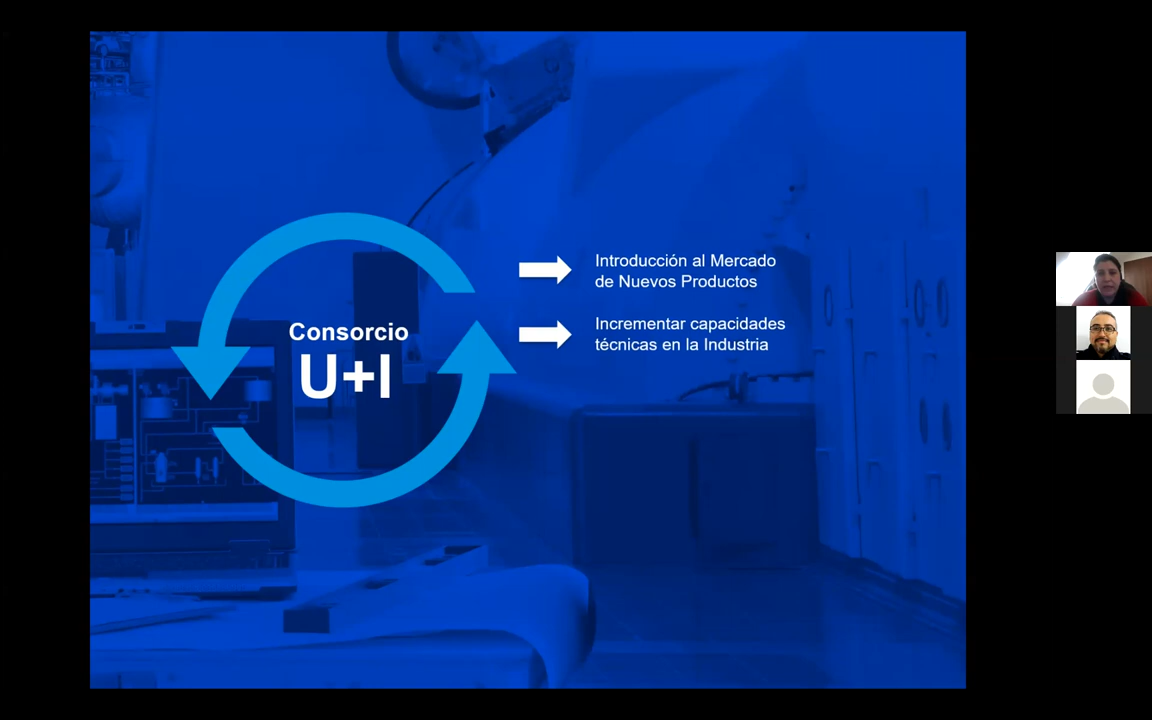 Consorcio
U+I
Introducción al Mercado
de Nuevos Productos
Incrementar capacidades
técnicas en la Industria